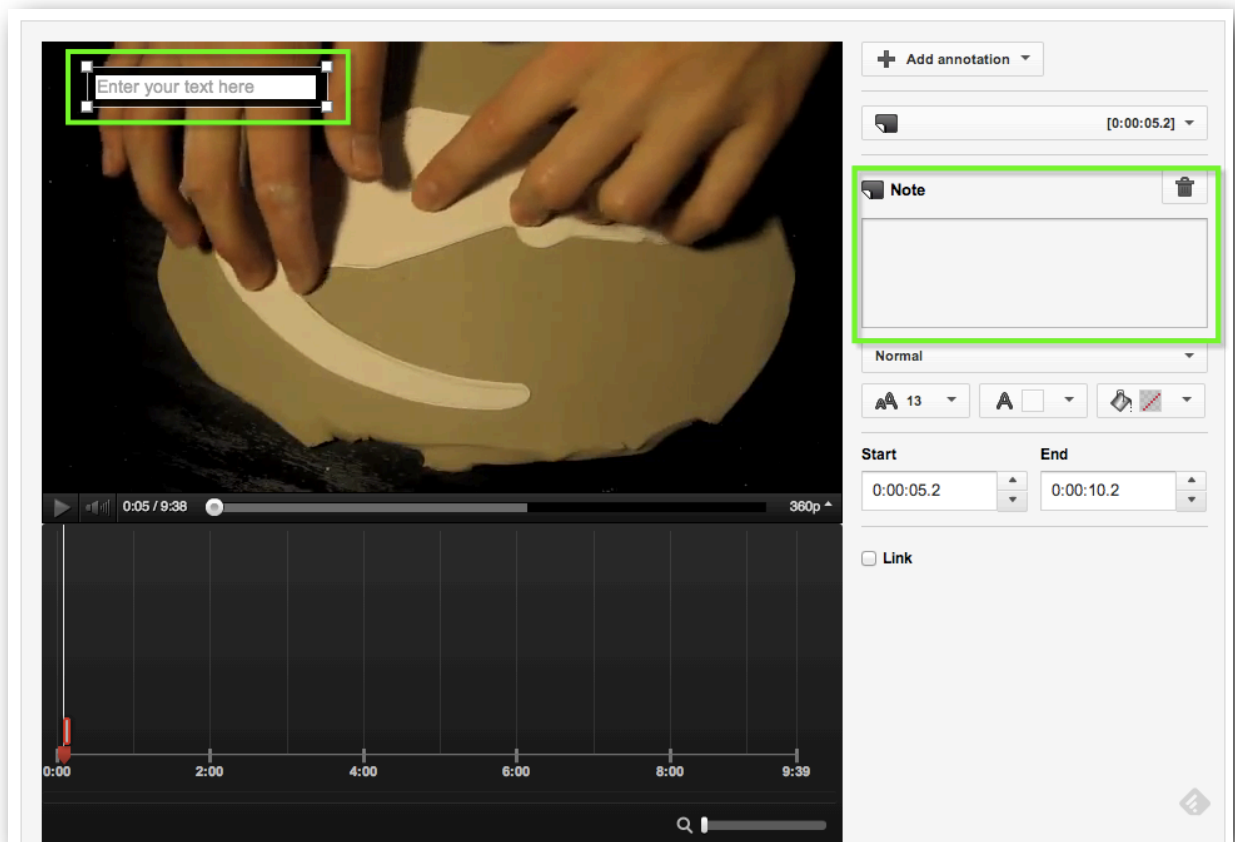 Enter your text here
Add annotation
[0:00:05.2]
Note
Normal
AA 13
A
Start
End
0:00:05.2
0:00:10.2
Link
0:05 / 9:38
360p
0:00
2:00
4:00
6:00
8:00
9:39